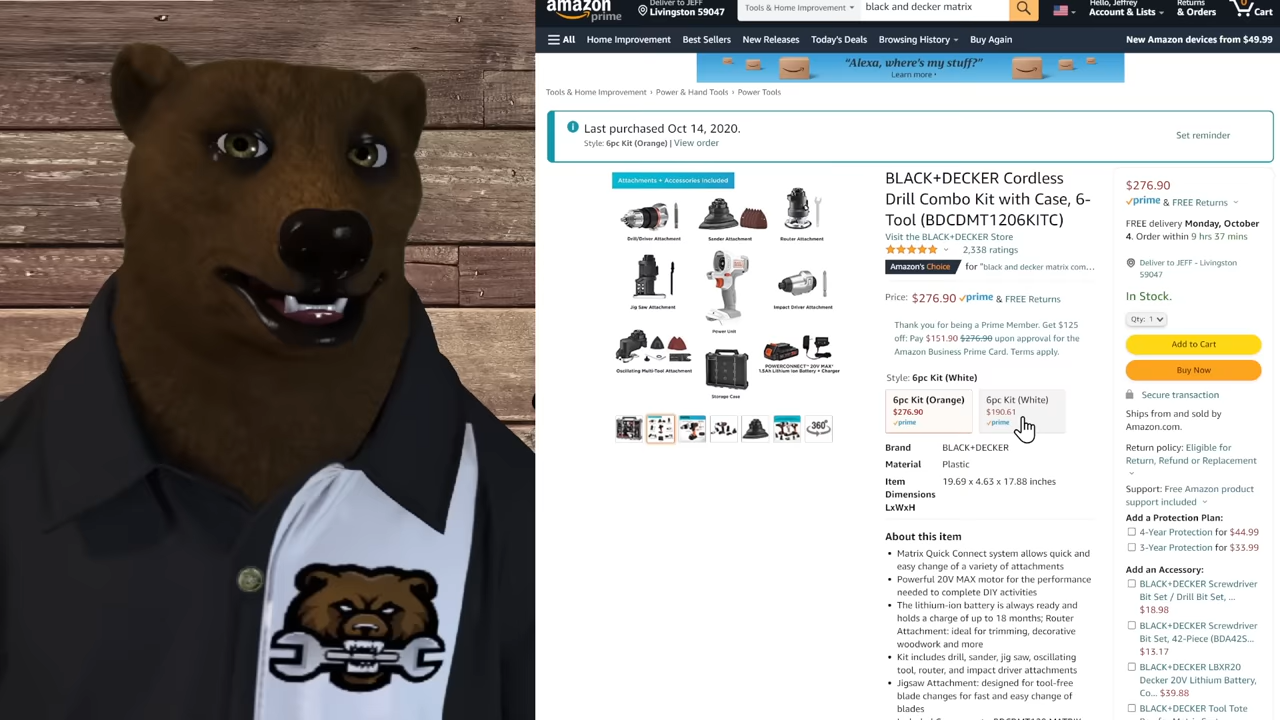 amazon
prime
Deliver to JEFF
Livingston 59047
Tools & Home Improvement
black and decker matrix
Hello, Jeffrey
Account & Lists
Returns
& Orders
0
Cart
All
Home Improvement
Best Sellers
New Releases
Today's Deals
Browsing History
Buy Again
New Amazon devices from $49.99
“Alexa, where's my stuff?”
Learn more ›
Tools & Home Improvement › Power & Hand Tools › Power Tools
Last purchased Oct 14, 2020.
Style: 6pc Kit (Orange) | View order
Set reminder
Attachments + Accessories Included
Drill/Driver Attachment
Sander Attachment
Router Attachment
Jig Saw Attachment
Power Unit
Impact Driver Attachment
Oscillating Multi-Tool Attachment
Storage Case
POWERCONNECT™ 20V MAX*
1.5Ah Lithium Ion Battery + Charger
360°
BLACK+DECKER Cordless
Drill Combo Kit with Case, 6-
Tool (BDCDMT1206KITC)
Visit the BLACK+DECKER Store
2,338 ratings
Amazon's Choice
for "black and decker matrix com…
Price: $276.90 prime & FREE Returns
Thank you for being a Prime Member. Get $125
off: Pay $151.90 $276.90 upon approval for the
Amazon Business Prime Card. Terms apply.
Style: 6pc Kit (White)
6pc Kit (Orange)
$276.90
prime
6pc Kit (White)
$190.61
prime
Brand BLACK+DECKER
Material Plastic
Item 19.69 x 4.63 x 17.88 inches
Dimensions
LxWxH
About this item
• Matrix Quick Connect system allows quick and
easy change of a variety of attachments
• Powerful 20V MAX motor for the performance
needed to complete DIY activities
• The lithium-ion battery is always ready and
holds a charge of up to 18 months; Router
Attachment: ideal for trimming, decorative
woodwork and more
• Kit includes drill, sander, jig saw, oscillating
tool, router, and impact driver attachments
• Jigsaw Attachment: designed for tool-free
blade changes for fast and easy change of
blades
$276.90
prime & FREE Returns
FREE delivery Monday, October
4. Order within 9 hrs 37 mins
Deliver to JEFF - Livingston
59047
In Stock.
Qty: 1
Add to Cart
Buy Now
Secure transaction
Ships from and sold by
Amazon.com.
Return policy: Eligible for
Return, Refund or Replacement
Support: Free Amazon product
support included
Add a Protection Plan:
4-Year Protection for $44.99
3-Year Protection for $33.99
Add an Accessory:
BLACK+DECKER Screwdriver
Bit Set / Drill Bit Set, ...
$18.98
BLACK+DECKER Screwdriver
Bit Set, 42-Piece (BDA42S...
$13.17
BLACK+DECKER LBXR20
Decker 20V Lithium Battery,
Co... $39.88
BLACK+DECKER Tool Tote